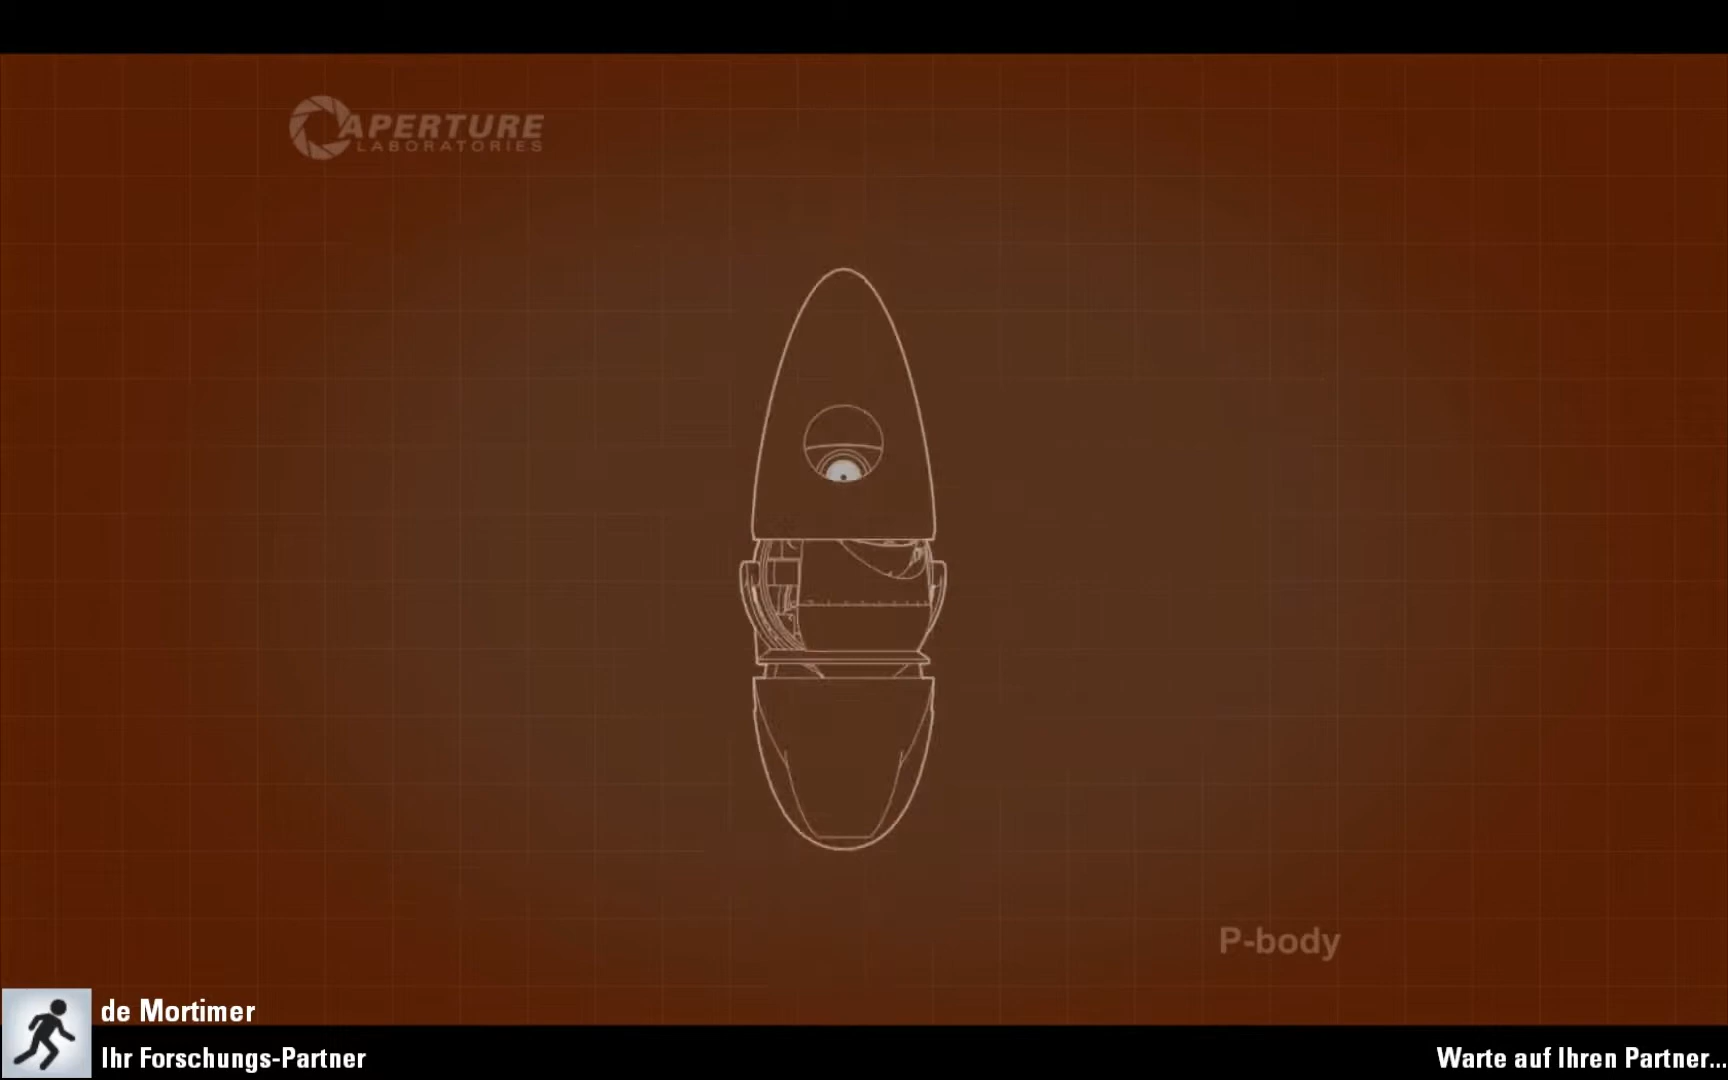 APERTURE
LABORATORIES
P-body
de Mortimer
Ihr Forschungs-Partner
Warte auf Ihren Partner...